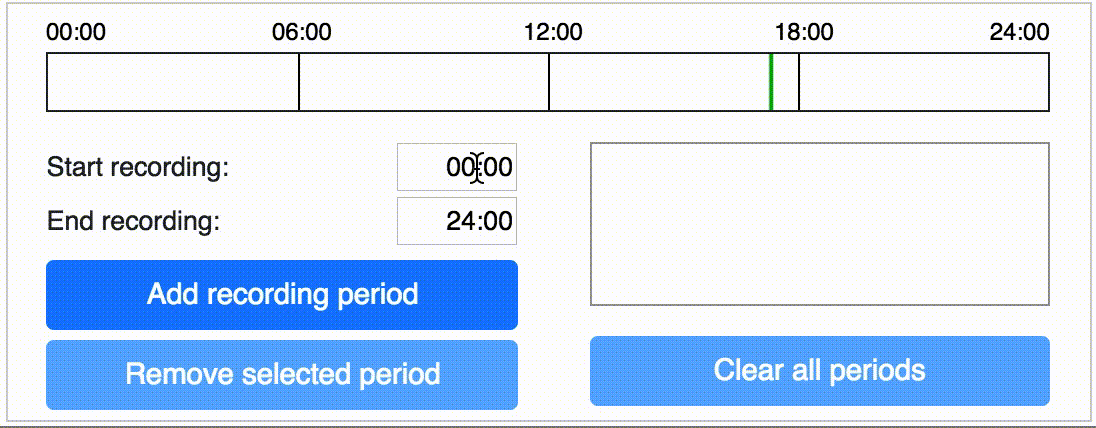 00:00 06:00 12:00 18:00 24:00
Start recording: 00:00
End recording: 24:00
Add recording period
Remove selected period
Clear all periods